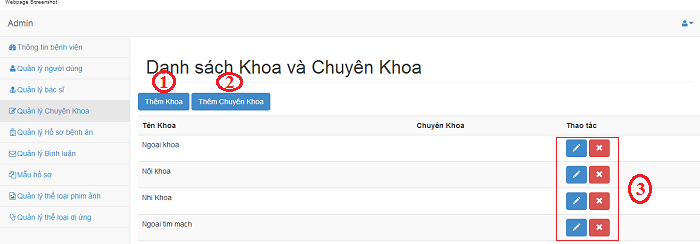 Webpage Screenshot
Admin
Thông tin bệnh viện
Quản lý người dùng
Quản lý bác sĩ
Quản lý Chuyên Khoa
Quản lý Hồ sơ bệnh án
Quản lý Bình luận
Mẫu hồ sơ
Quản lý thể loại phim ảnh
Quản lý thể loại dị ứng
Danh sách Khoa và Chuyên Khoa
1 2
Thêm Khoa Thêm Chuyên Khoa
Tên Khoa Chuyên Khoa Thao tác
Ngoại khoa
Nội khoa
Nhi Khoa
Ngoại tim mạch
3